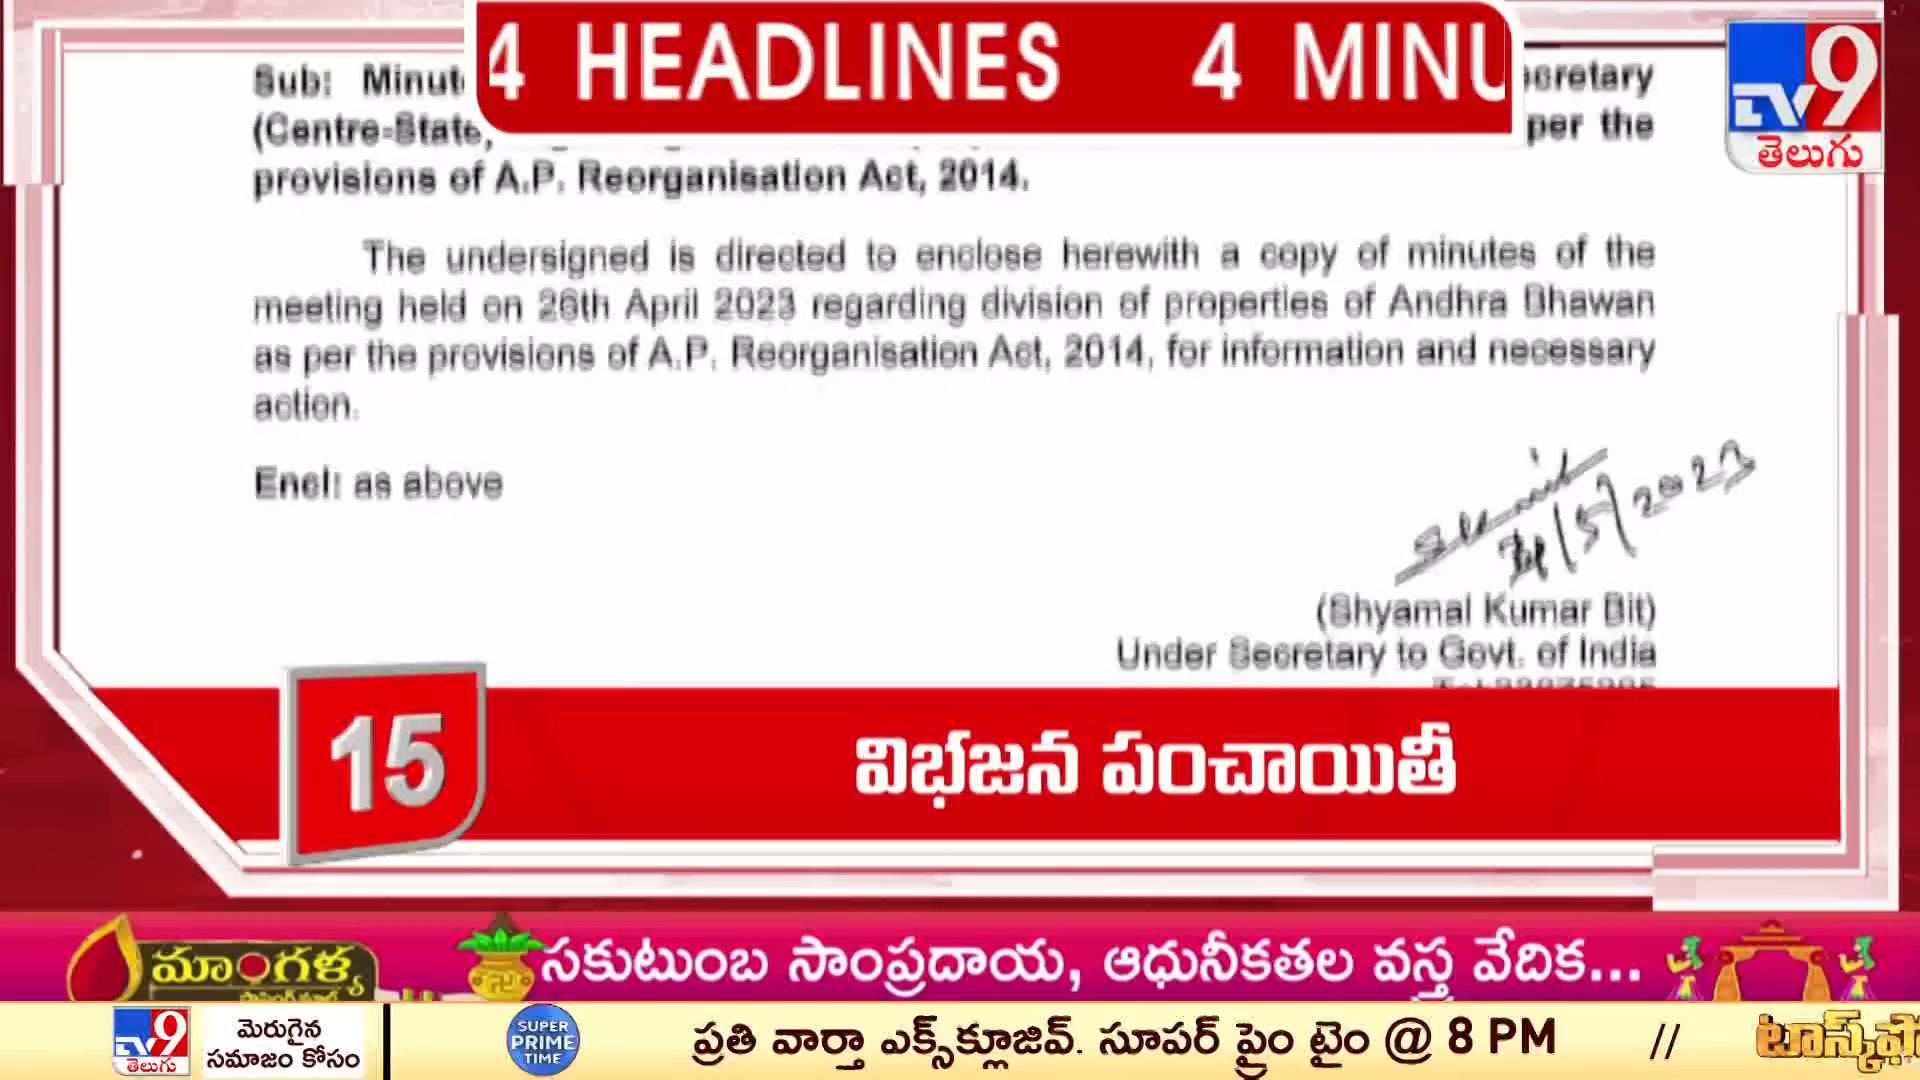 4 HEADLINES 4 MINU
TV9
తెలుగు
Sub: Minut
ecretary
(Centre-State,
per the
provisions of A.P. Reorganisation Act, 2014.
The undersigned is directed to enclose herewith a copy of minutes of the
meeting held on 26th April 2023 regarding division of properties of Andhra Bhawan
as per the provisions of A.P. Reorganisation Act, 2014, for information and necessary
action.
Encl: as above
(Shyamal Kumar Bit)
Under Secretary to Govt. of India
15
విభజన పంచాయితీ
మాంగళ్య
సకుటుంబ సాంప్రదాయ, ఆధునీకతల వస్త్ర వేదిక...
TV9
తెలుగు
మెరుగైన
సమాజం కోసం
SUPER
PRIME
TIME
ప్రతి వార్తా ఎక్స్‌క్లూజివ్. సూపర్ ప్రైం టైం @ 8 PM //